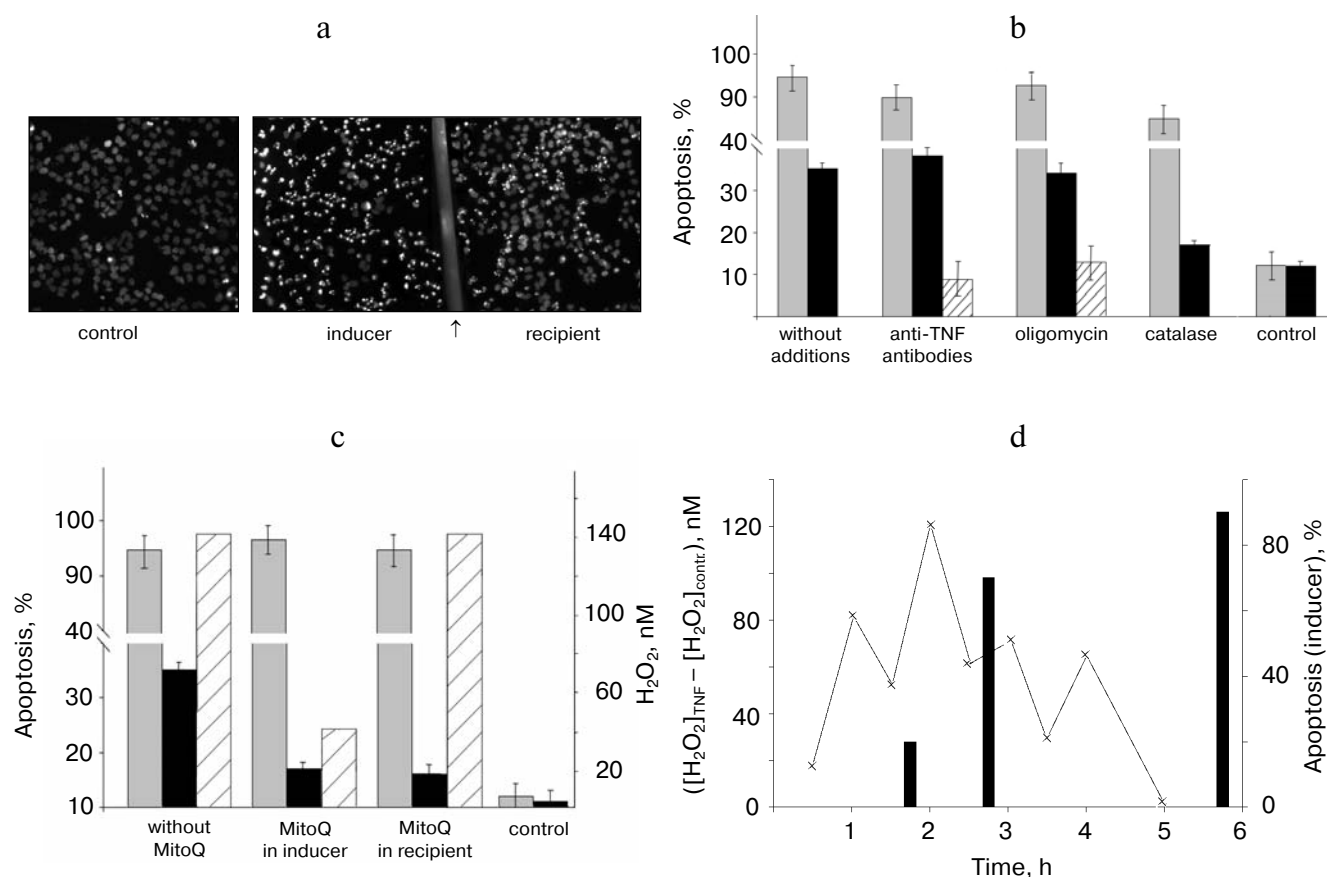 a
control
inducer
↑
recipient
b
Apoptosis, %
100
90
40
30
20
10
without additions
anti-TNF antibodies
oligomycin
catalase
control
c
Apoptosis, %
100
90
40
30
20
10
H₂O₂, nM
140
100
60
20
without MitoQ
MitoQ in inducer
MitoQ in recipient
control
d
([H₂O₂]TNF – [H₂O₂]contr.), nM
120
80
40
0
Apoptosis (inducer), %
80
40
0
1 2 3 4 5 6
Time, h